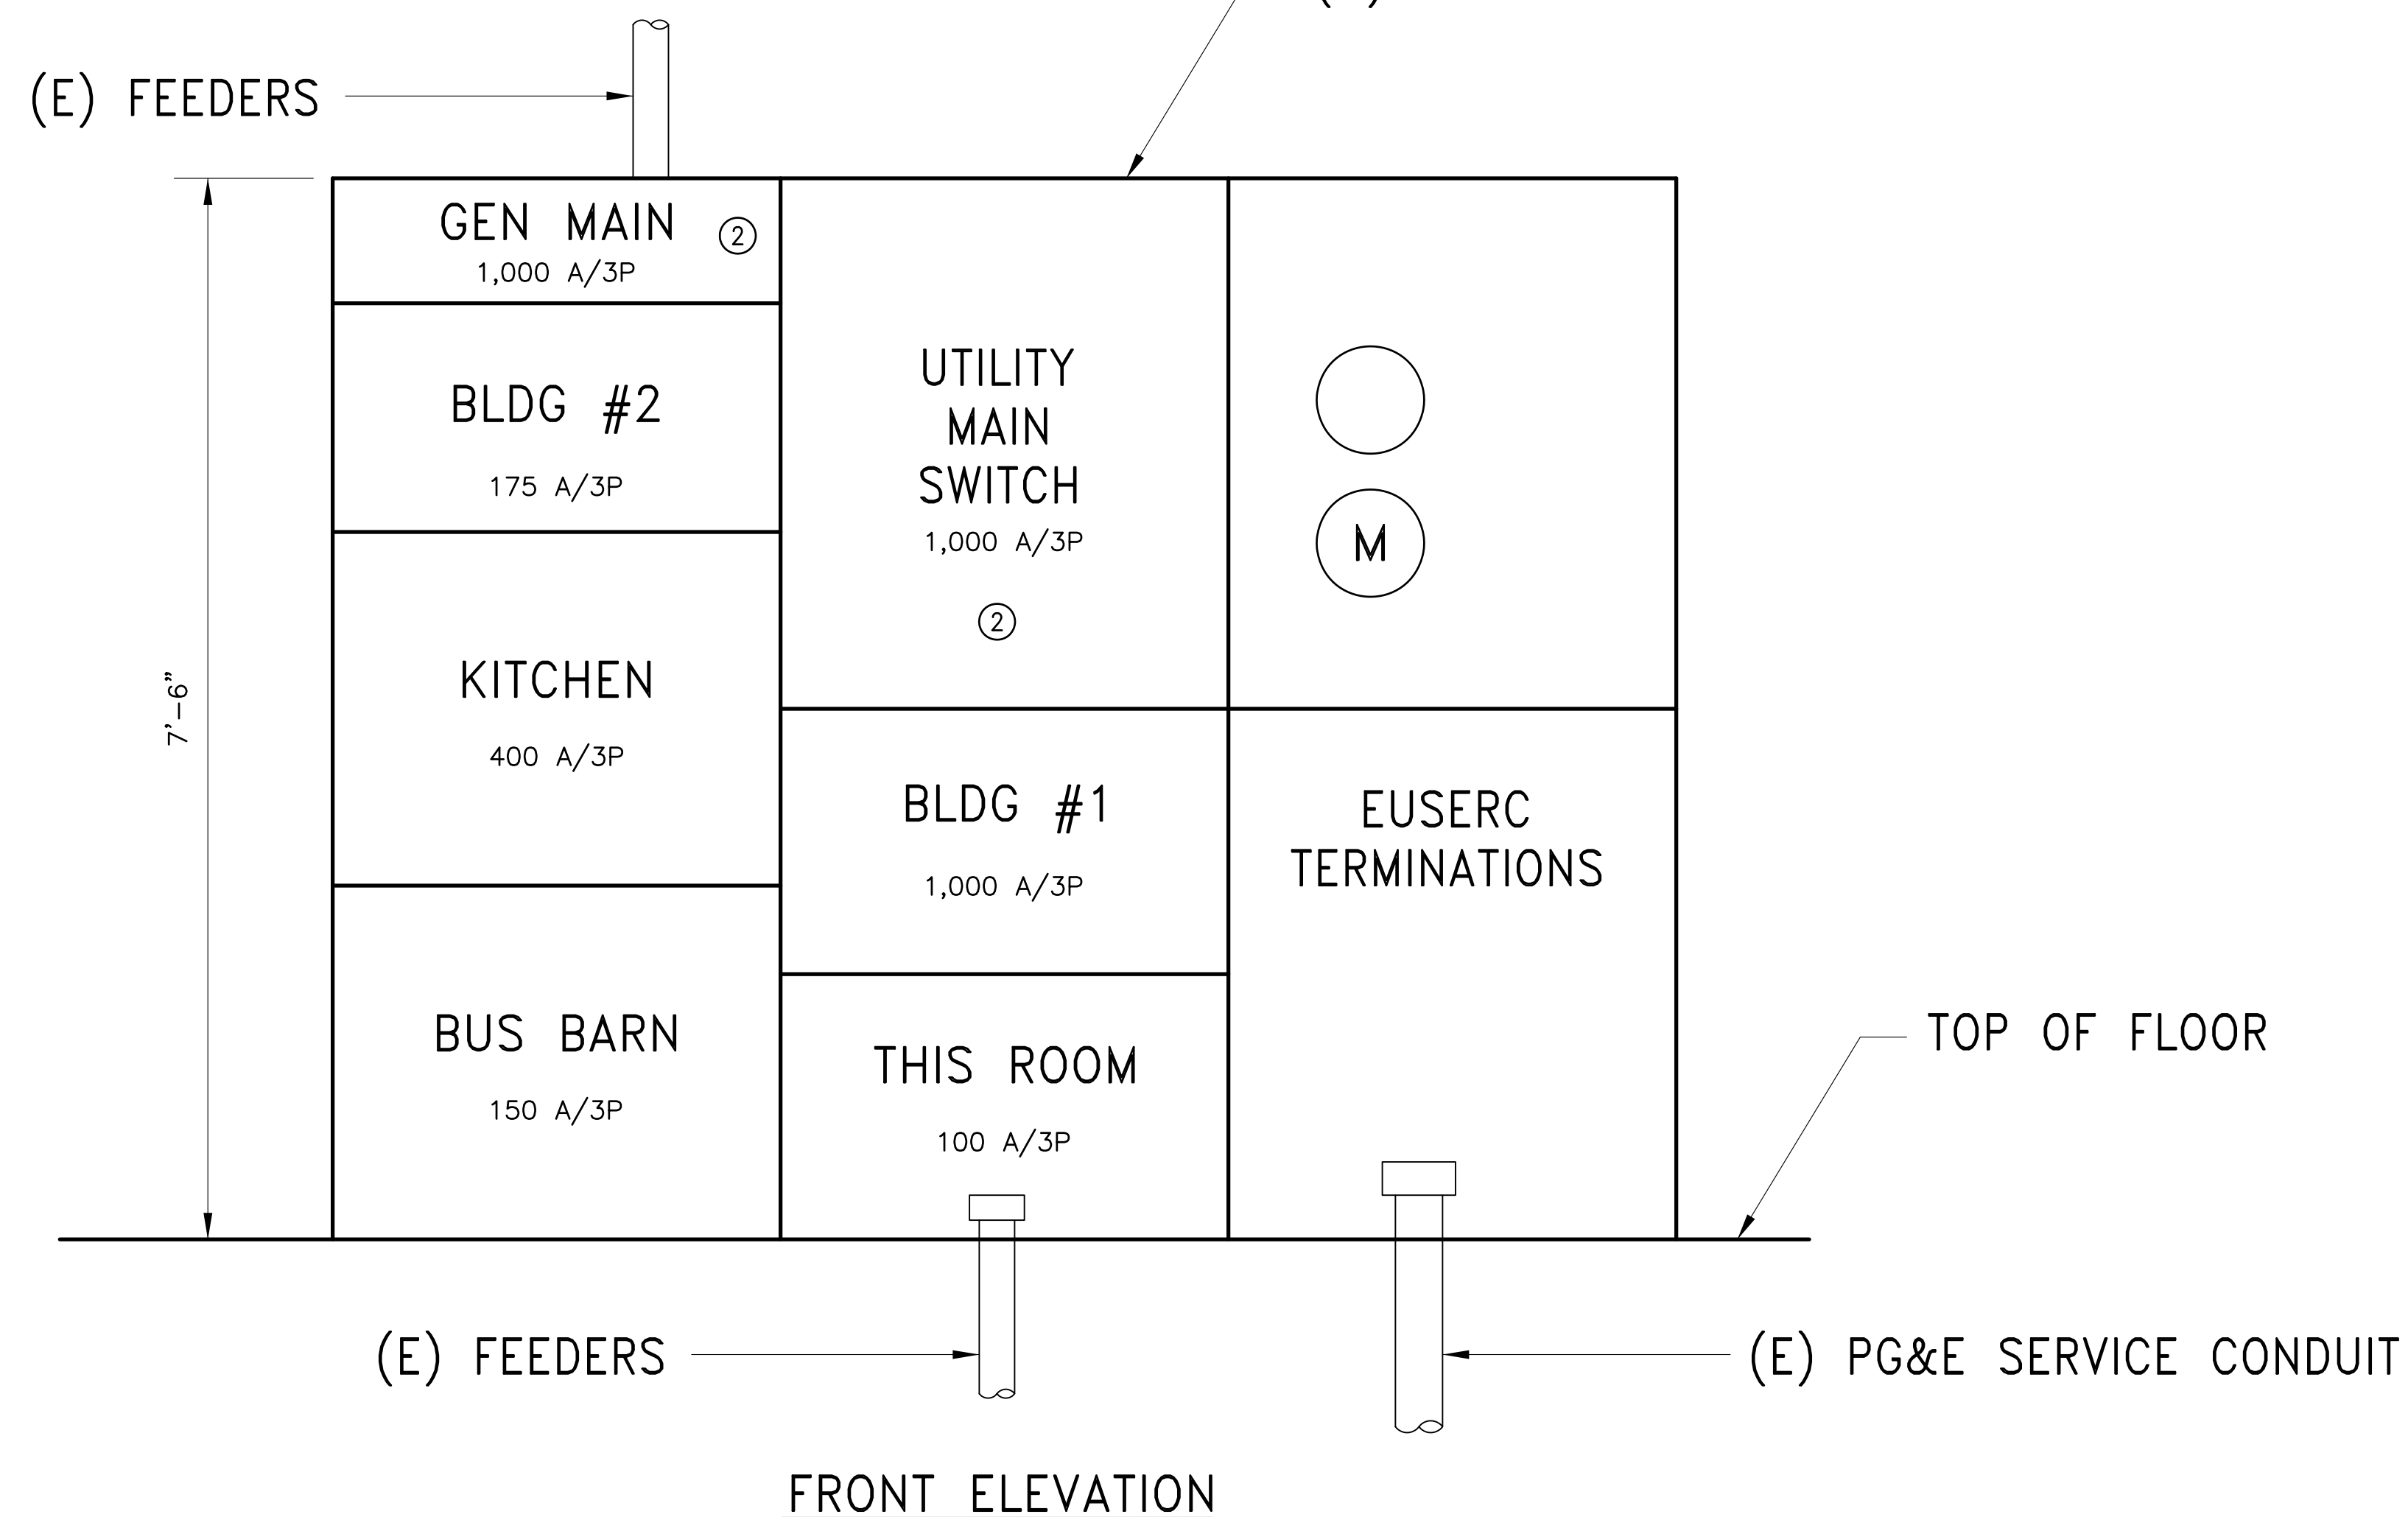 (E) FEEDERS
GEN MAIN
2
1,000 A/3P
BLDG #2
175 A/3P
KITCHEN
400 A/3P
BUS BARN
150 A/3P
UTILITY
MAIN
SWITCH
1,000 A/3P
2
BLDG #1
1,000 A/3P
THIS ROOM
100 A/3P
M
EUSERC
TERMINATIONS
7'-6"
TOP OF FLOOR
(E) FEEDERS
(E) PG&E SERVICE CONDUIT
FRONT ELEVATION